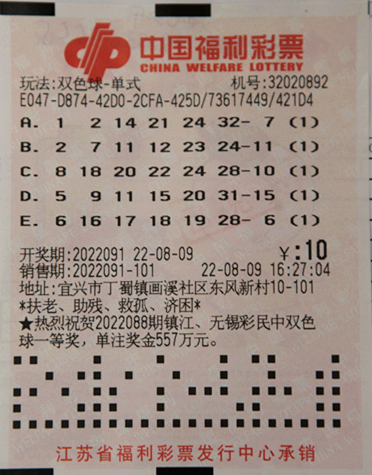 中国福利彩票
CHINA WELFARE LOTTERY
玩法:双色球-单式 机号:32020892
E047-D874-42D0-2CFA-425D/73617449/421D4
A. 1 2 14 21 24 32- 7 (1)
B. 2 7 11 12 23 24-11 (1)
C. 8 18 20 22 24 28-10 (1)
D. 5 9 11 15 20 31-15 (1)
E. 6 16 17 18 19 28- 6 (1)
开奖期:2022091 22-08-09 ¥:10
销售期:2022091-101 22-08-09 16:27:04
地址:宜兴市丁蜀镇画溪社区东风新村10-101
*扶老、助残、救孤、济困*
★热烈祝贺2022088期镇江、无锡彩民中双色
球一等奖，单注奖金557万元。
江苏省福利彩票发行中心承销